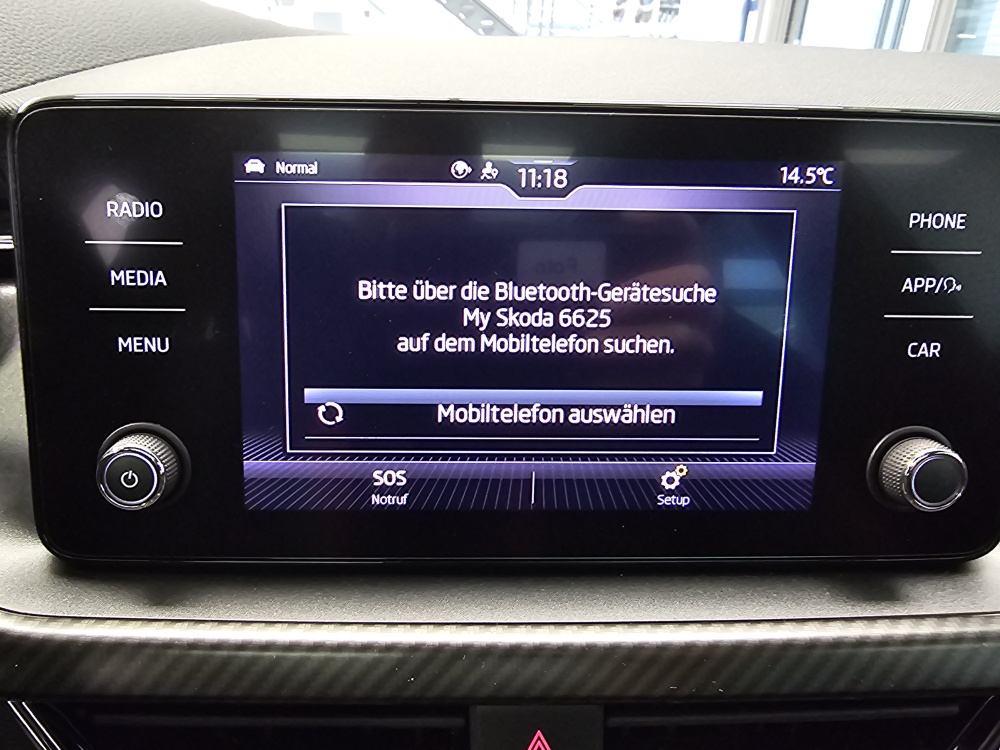 Normal
11:18
14.5°C
RADIO
MEDIA
MENU
PHONE
APP/
CAR
Bitte über die Bluetooth-Gerätesuche
My Skoda 6625
auf dem Mobiltelefon suchen.
Mobiltelefon auswählen
SOS
Notruf
Setup